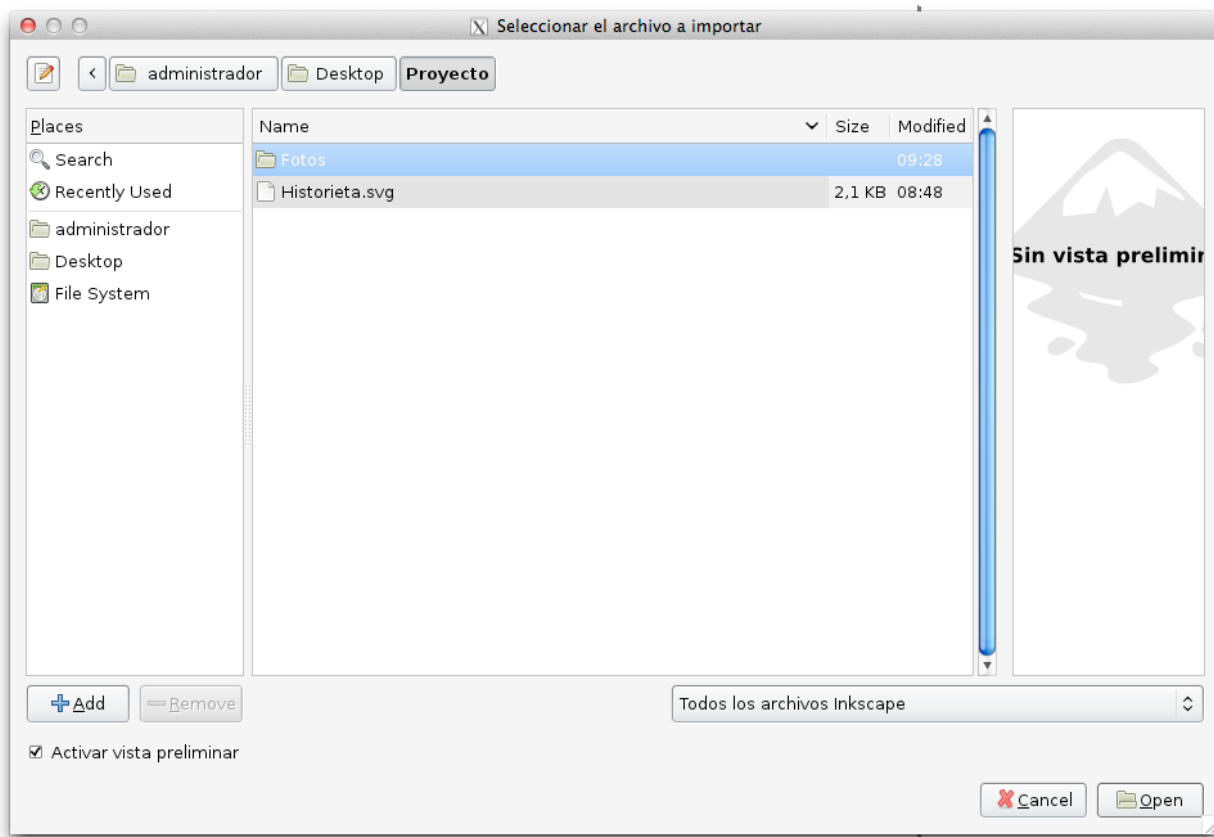 Seleccionar el archivo a importar
administrador Desktop Proyecto
Places
Search
Recently Used
administrador
Desktop
File System
Name Size Modified
Fotos 09:28
Historieta.svg 2,1 KB 08:48
Sin vista prelimin
Add Remove
Todos los archivos Inkscape
Activar vista preliminar
Cancel Open